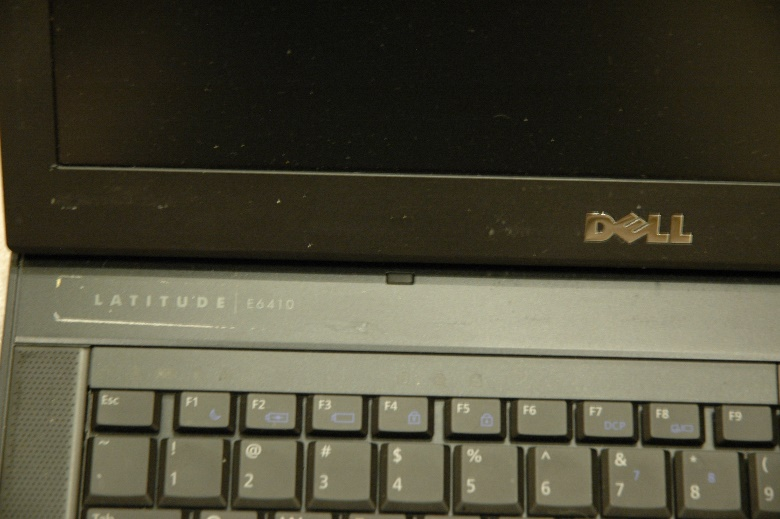 DELL
LATITUDE | E6410
Esc F1 F2 F3 F4 F5 F6 F7 DCP F8 F9
~ ! @ # $ % ^ & * (
` 1 2 3 4 5 6 7 7 8 8 9
Tab